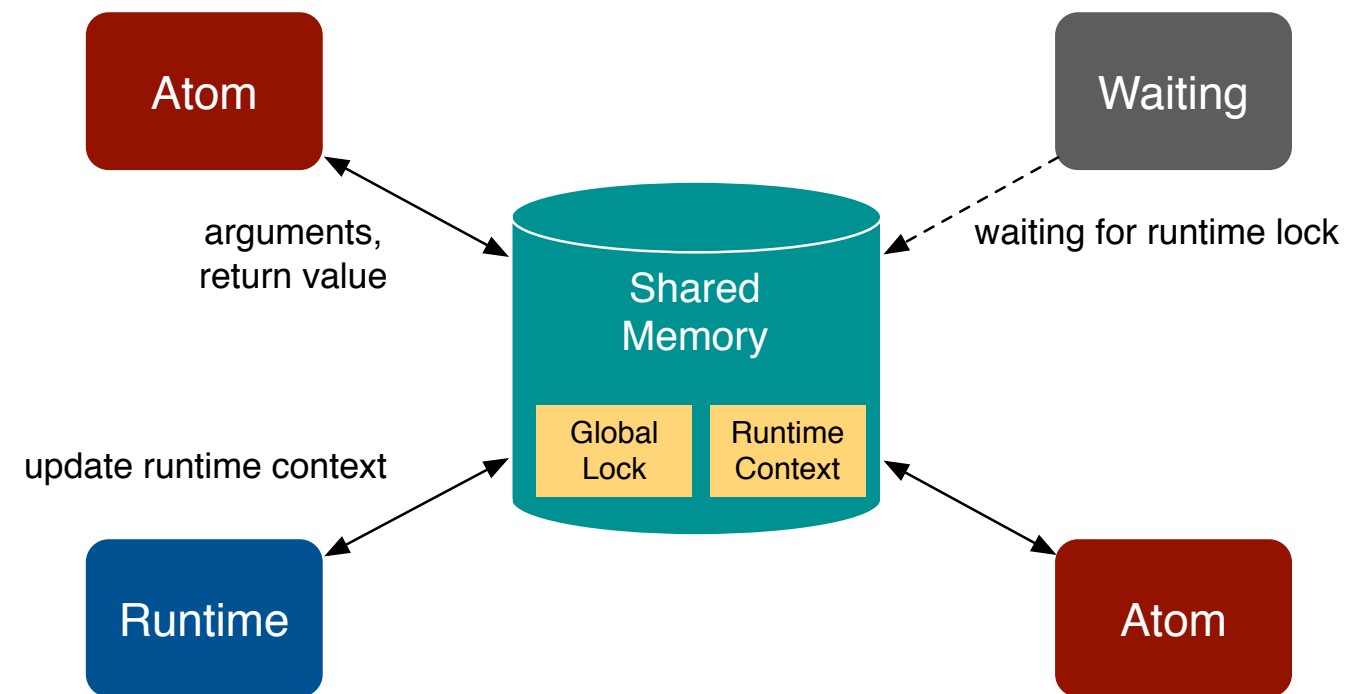 Atom
Waiting
arguments,
return value
waiting for runtime lock
Shared
Memory
Global
Lock
Runtime
Context
update runtime context
Runtime
Atom